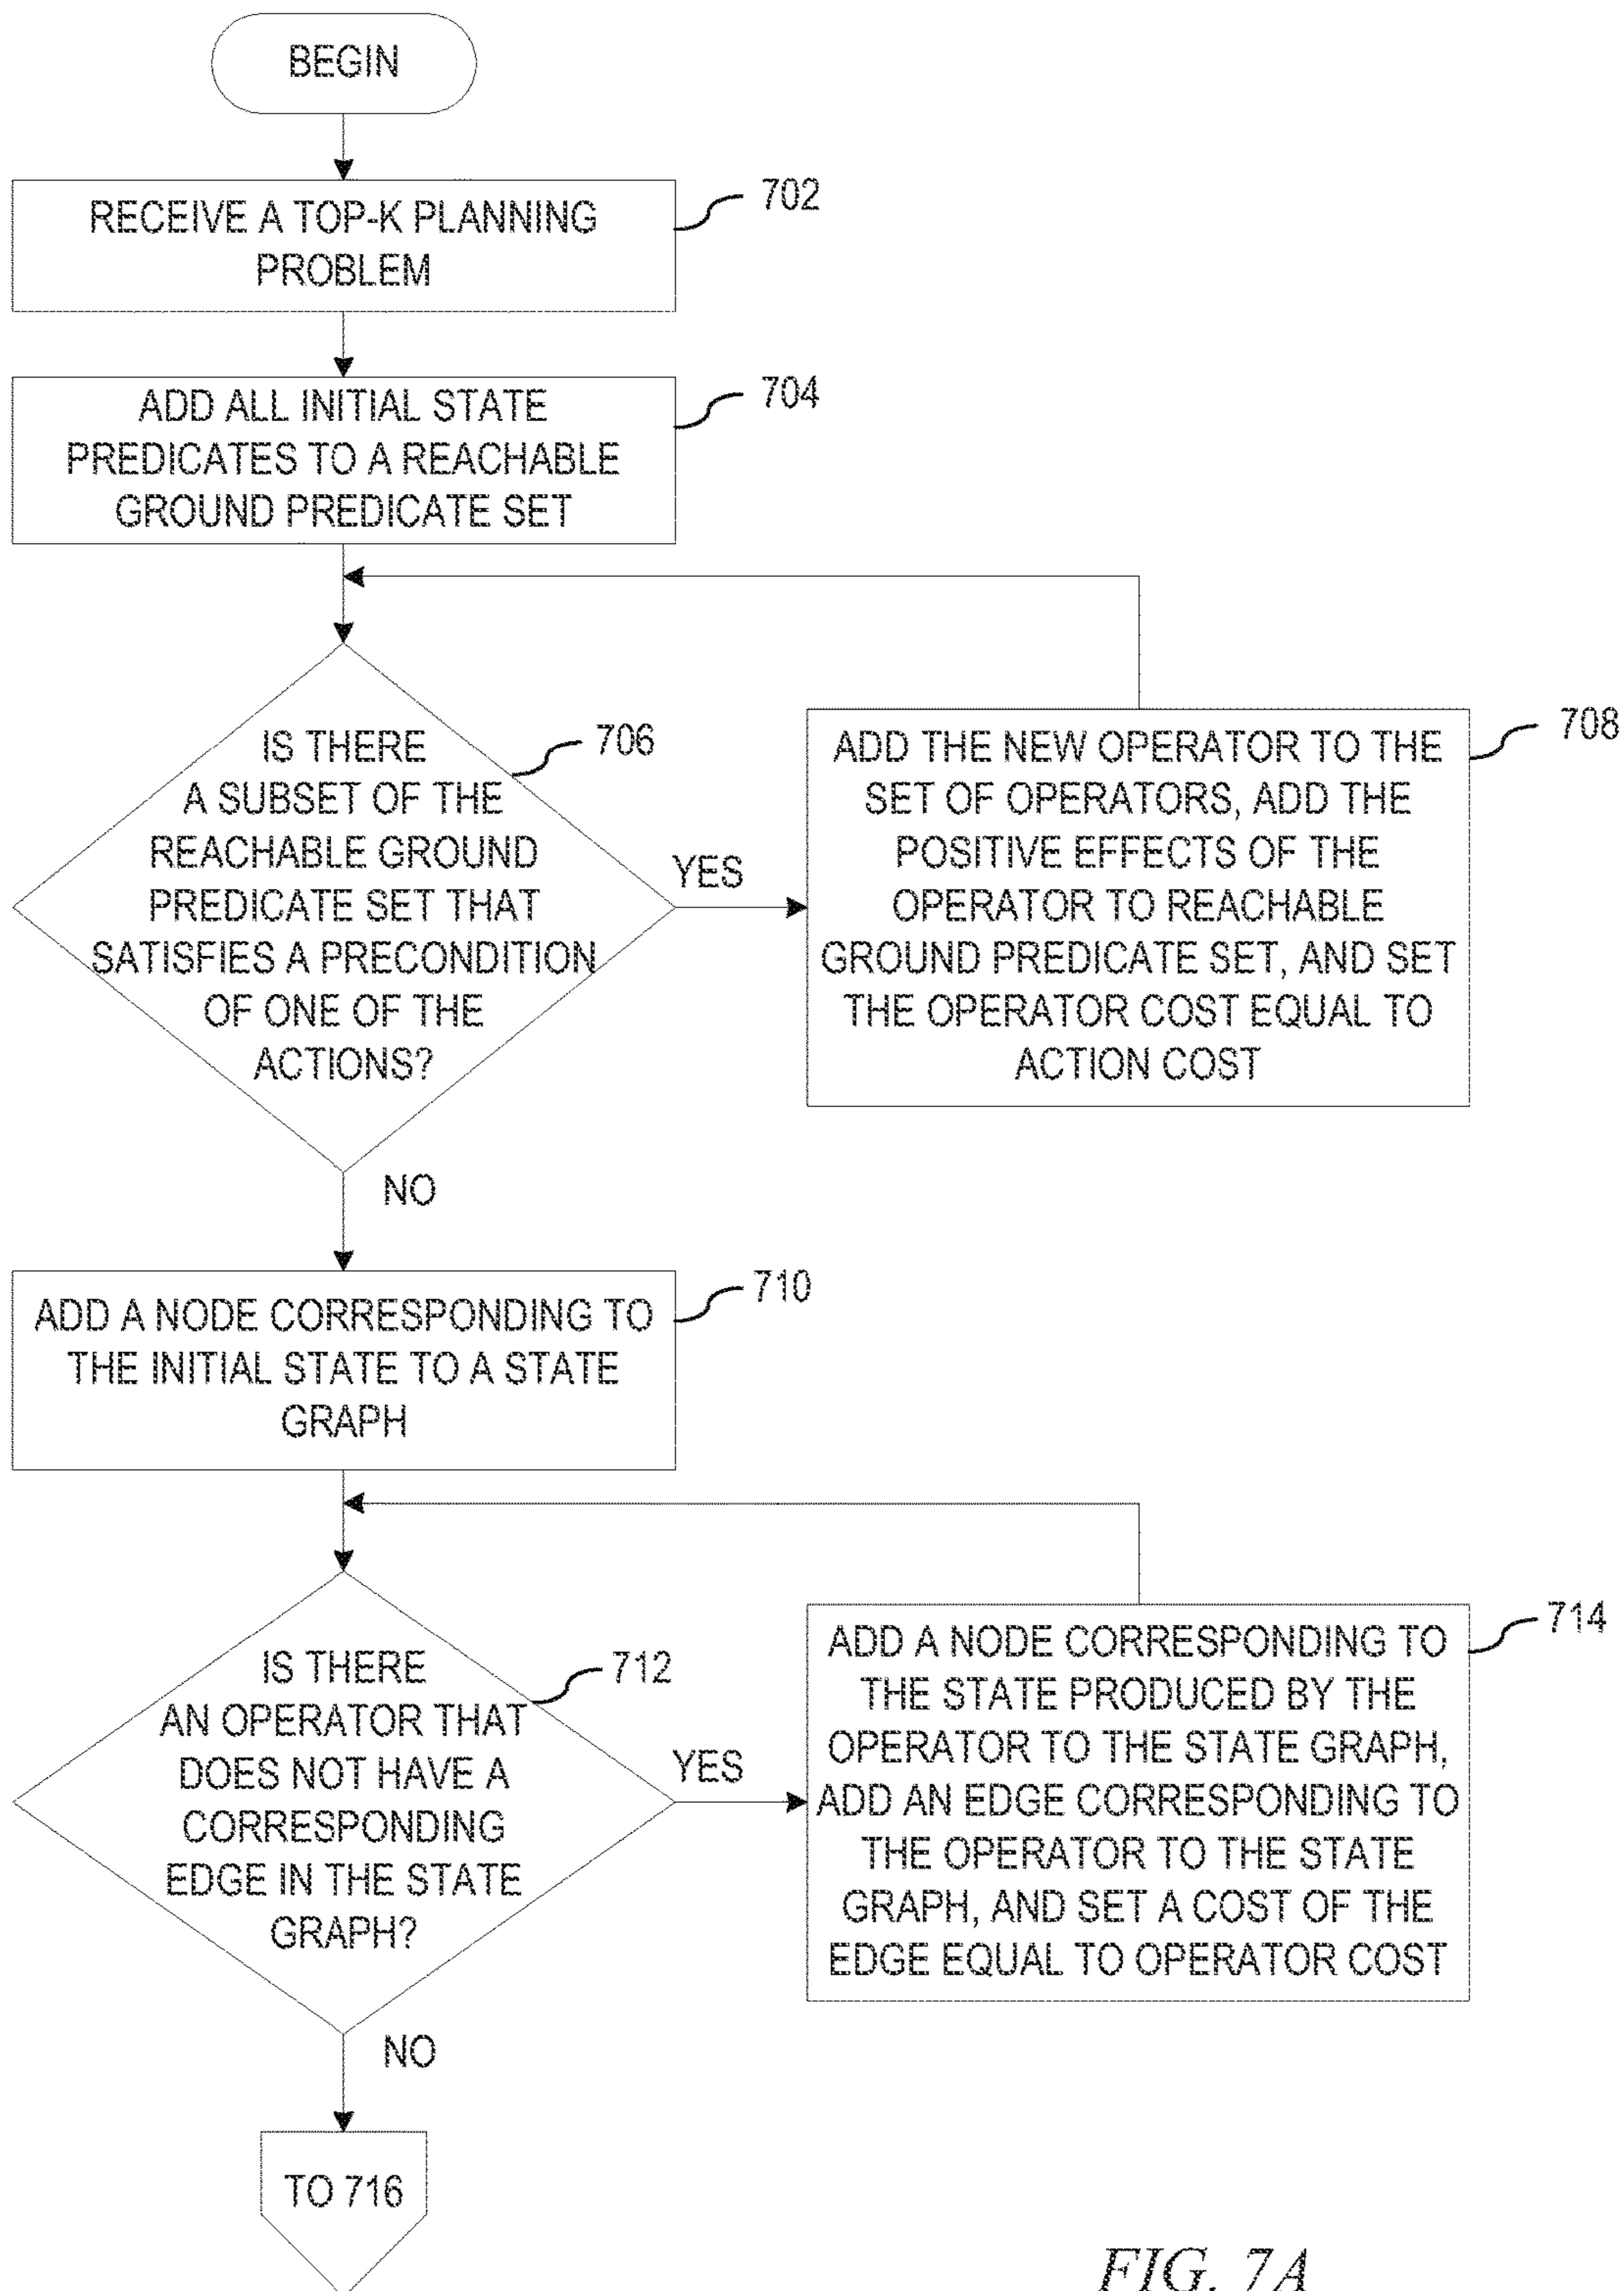 BEGIN
RECEIVE A TOP-K PLANNING
PROBLEM
702
ADD ALL INITIAL STATE
PREDICATES TO A REACHABLE
GROUND PREDICATE SET
704
IS THERE
A SUBSET OF THE
REACHABLE GROUND
PREDICATE SET THAT
SATISFIES A PRECONDITION
OF ONE OF THE
ACTIONS?
706
YES
ADD THE NEW OPERATOR TO THE
SET OF OPERATORS, ADD THE
POSITIVE EFFECTS OF THE
OPERATOR TO REACHABLE
GROUND PREDICATE SET, AND SET
THE OPERATOR COST EQUAL TO
ACTION COST
708
NO
ADD A NODE CORRESPONDING TO
THE INITIAL STATE TO A STATE
GRAPH
710
IS THERE
AN OPERATOR THAT
DOES NOT HAVE A
CORRESPONDING
EDGE IN THE STATE
GRAPH?
712
YES
ADD A NODE CORRESPONDING TO
THE STATE PRODUCED BY THE
OPERATOR TO THE STATE GRAPH,
ADD AN EDGE CORRESPONDING TO
THE OPERATOR TO THE STATE
GRAPH, AND SET A COST OF THE
EDGE EQUAL TO OPERATOR COST
714
NO
TO 716
FIG. 7A